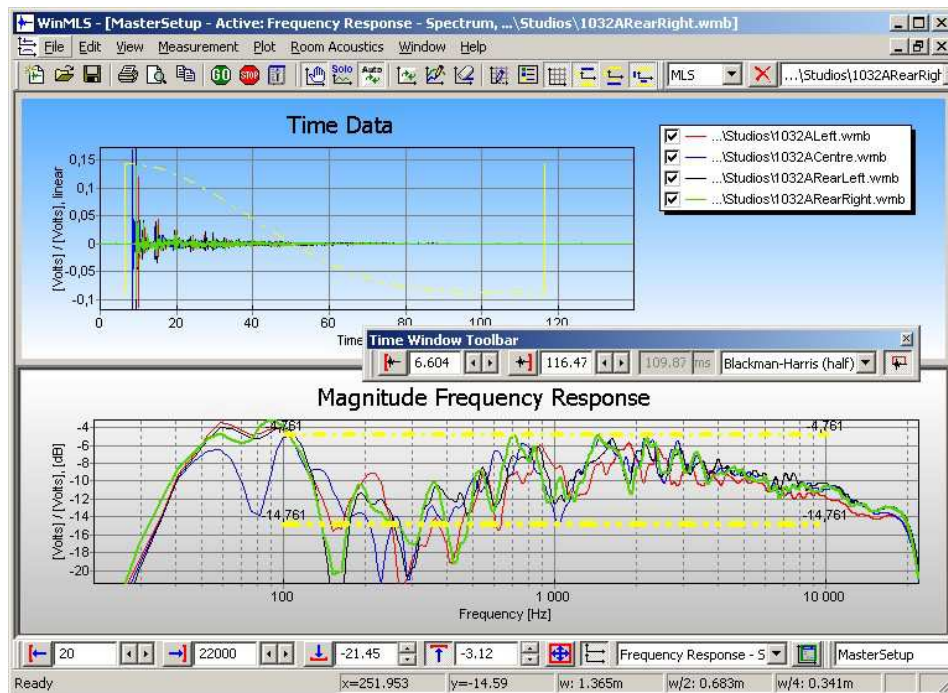 WinMLS - [MasterSetup - Active: Frequency Response - Spectrum, ...\Studios\1032ARearRight.wmb]
File Edit View Measurement Plot Room Acoustics Window Help
GO STOP Solo Auto MLS ...\Studios\1032ARearRigh
Time Data
0,15
0,1
0,05
0
-0,05
-0,1
[Volts] / [Volts], linear
0 20 40 60 80 100 120
Time
...\Studios\1032ALeft.wmb
...\Studios\1032ACentre.wmb
...\Studios\1032ARearLeft.wmb
...\Studios\1032ARearRight.wmb
Time Window Toolbar
6.604 116.47 109.87 ms Blackman-Harris (half)
Magnitude Frequency Response
-4
-6
-8
-10
-12
-14
-16
-18
-20
[Volts] / [Volts], [dB]
-4,761 -4,761
14,761 -14,761
100 1 000 10 000
Frequency [Hz]
20 22000 -21.45 -3.12 Frequency Response - S MasterSetup
Ready x=251.953 y=-14.59 w: 1.365m w/2: 0.683m w/4: 0.341m